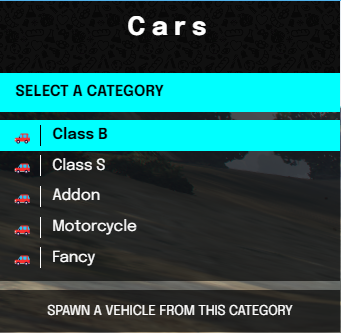 Cars
SELECT A CATEGORY
Class B
Class S
Addon
Motorcycle
Fancy
SPAWN A VEHICLE FROM THIS CATEGORY